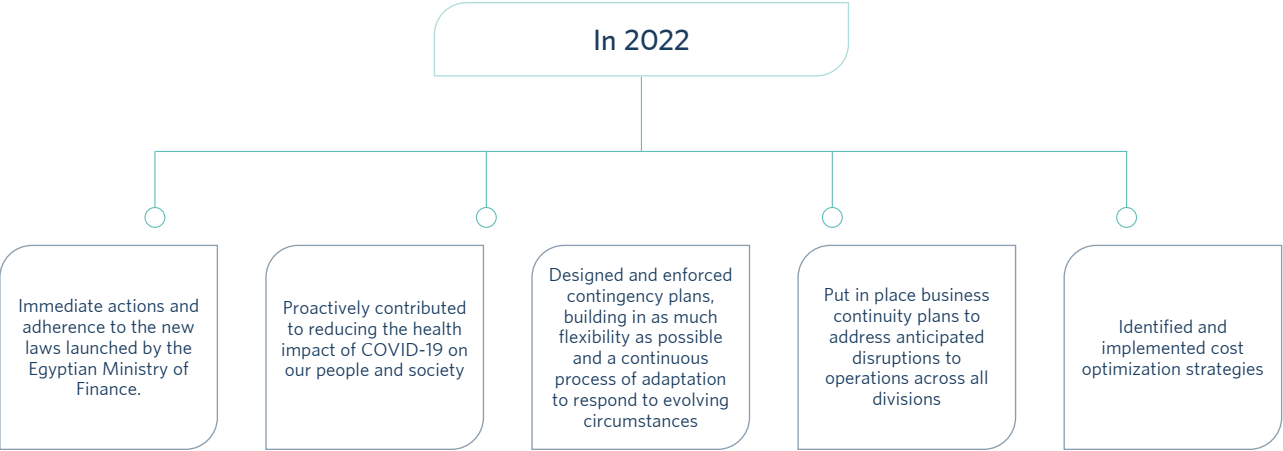 In 2022
Immediate actions and
adherence to the new
laws launched by the
Egyptian Ministry of
Finance.
Proactively contributed
to reducing the health
impact of COVID-19 on
our people and society
Designed and enforced
contingency plans,
building in as much
flexibility as possible
and a continuous
process of adaptation
to respond to evolving
circumstances
Put in place business
continuity plans to
address anticipated
disruptions to
operations across all
divisions
Identified and
implemented cost
optimization strategies